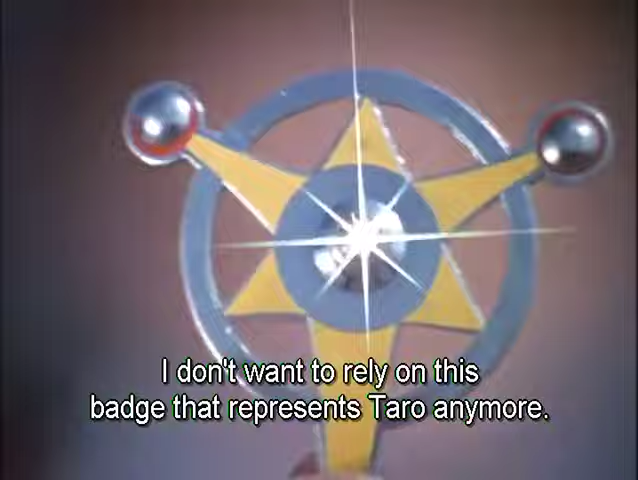 I don't want to rely on this
badge that represents Taro anymore.